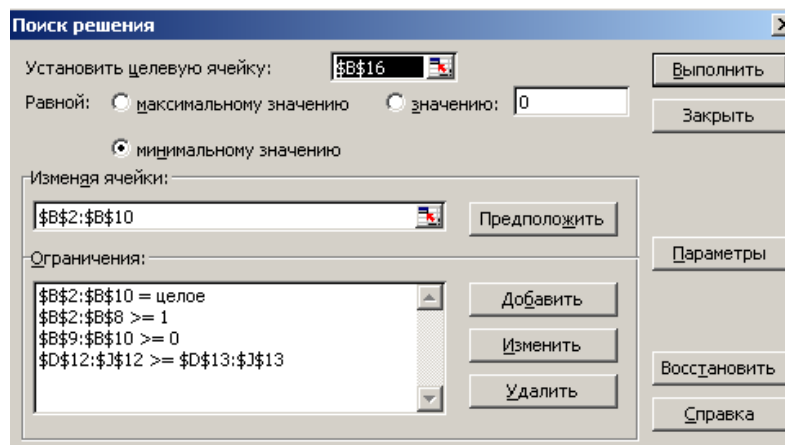 Поиск решения
Установить целевую ячейку: $B$16
Равной: максимальному значению значению: 0
минимальному значению
Изменяя ячейки:
$B$2:$B$10
Предположить
Ограничения:
$B$2:$B$10 = целое
$B$2:$B$8 >= 1
$B$9:$B$10 >= 0
$D$12:$J$12 >= $D$13:$J$13
Добавить
Изменить
Удалить
Выполнить
Закрыть
Параметры
Восстановить
Справка